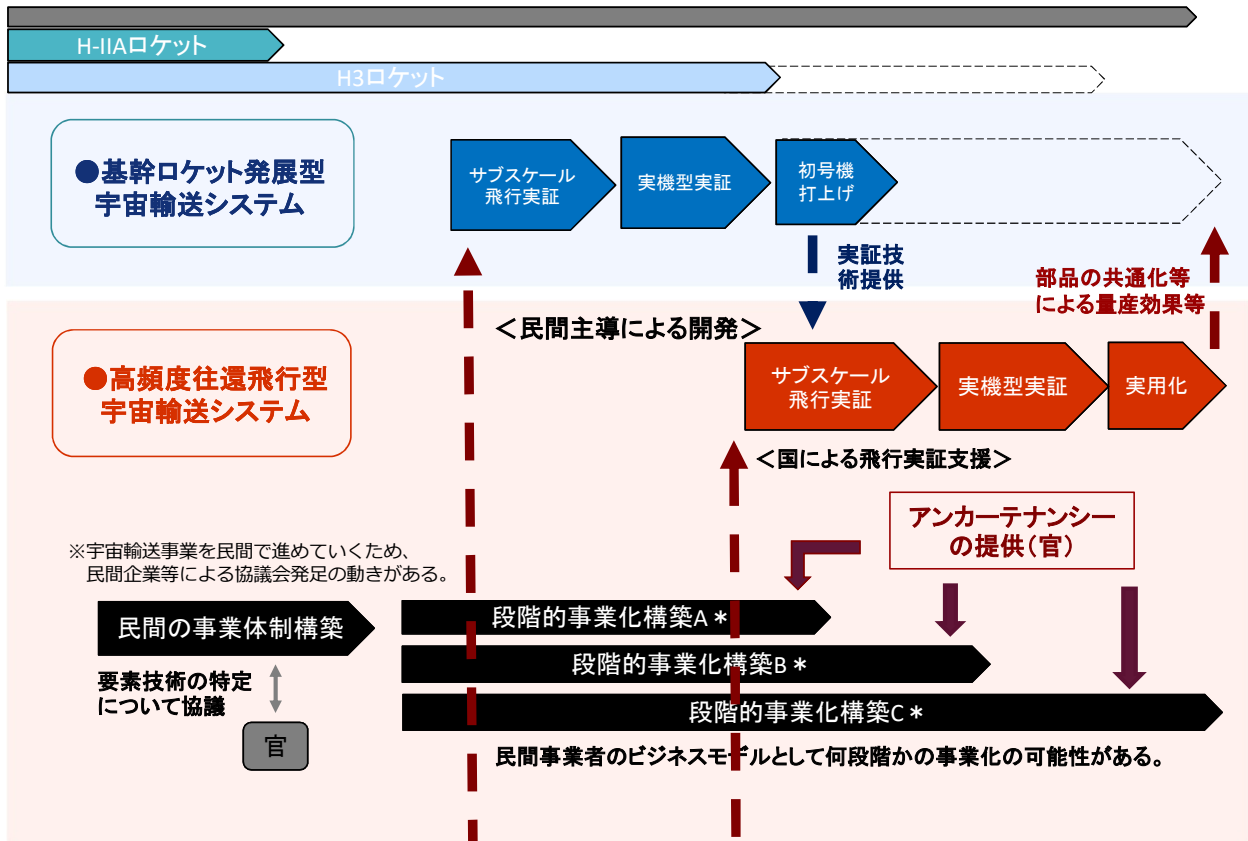 H-IIAロケット
H3ロケット
●基幹ロケット発展型
宇宙輸送システム
サブスケール
飛行実証
実機型実証
初号機
打上げ
実証技
術提供
部品の共通化等
による量産効果等
＜民間主導による開発＞
●高頻度往還飛行型
宇宙輸送システム
サブスケール
飛行実証
実機型実証
実用化
＜国による飛行実証支援＞
アンカーテナンシー
の提供（官）
※宇宙輸送事業を民間で進めていくため、
民間企業等による協議会発足の動きがある。
民間の事業体制構築
段階的事業化構築A＊
段階的事業化構築B＊
段階的事業化構築C＊
要素技術の特定
について協議
官
民間事業者のビジネスモデルとして何段階かの事業化の可能性がある。